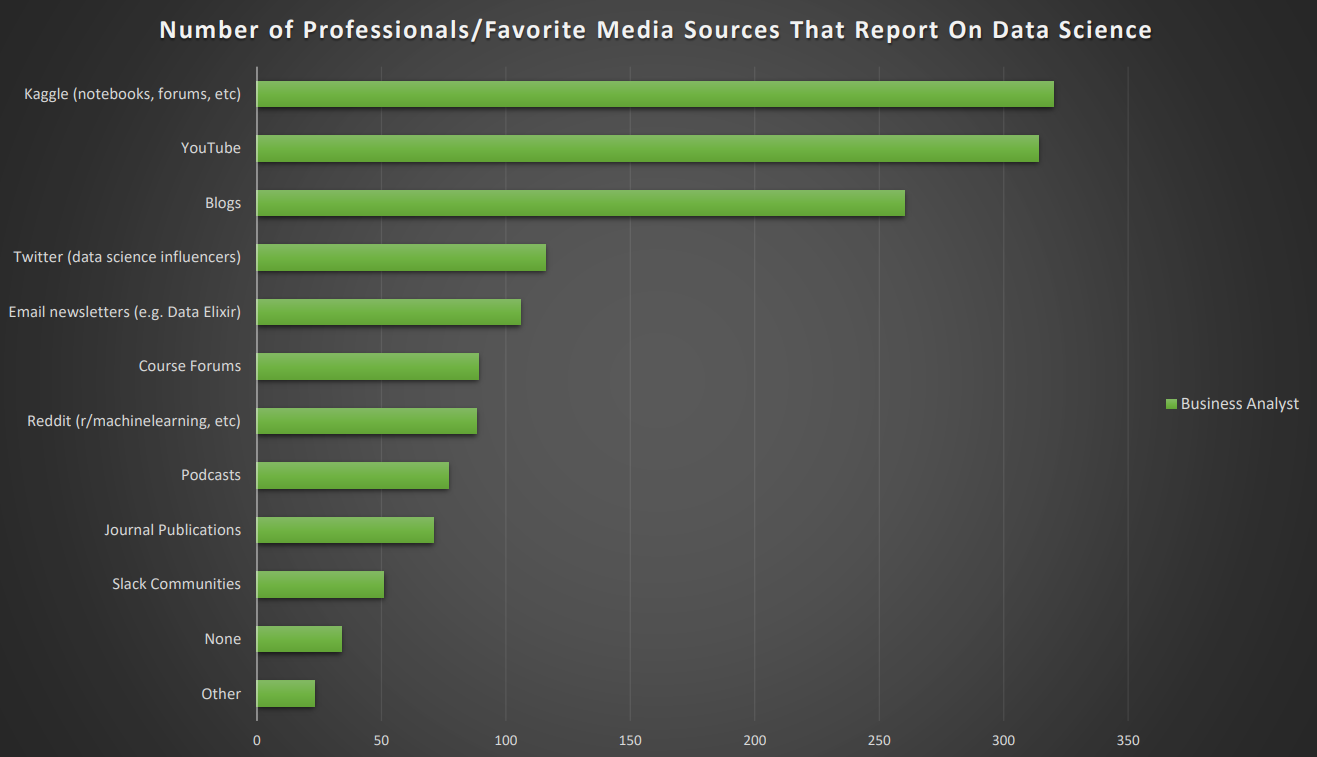 Number of Professionals/Favorite Media Sources That Report On Data Science
Kaggle (notebooks, forums, etc)
YouTube
Blogs
Twitter (data science influencers)
Email newsletters (e.g. Data Elixir)
Course Forums
Reddit (r/machinelearning, etc)
Podcasts
Journal Publications
Slack Communities
None
Other
0 50 100 150 200 250 300 350
Business Analyst